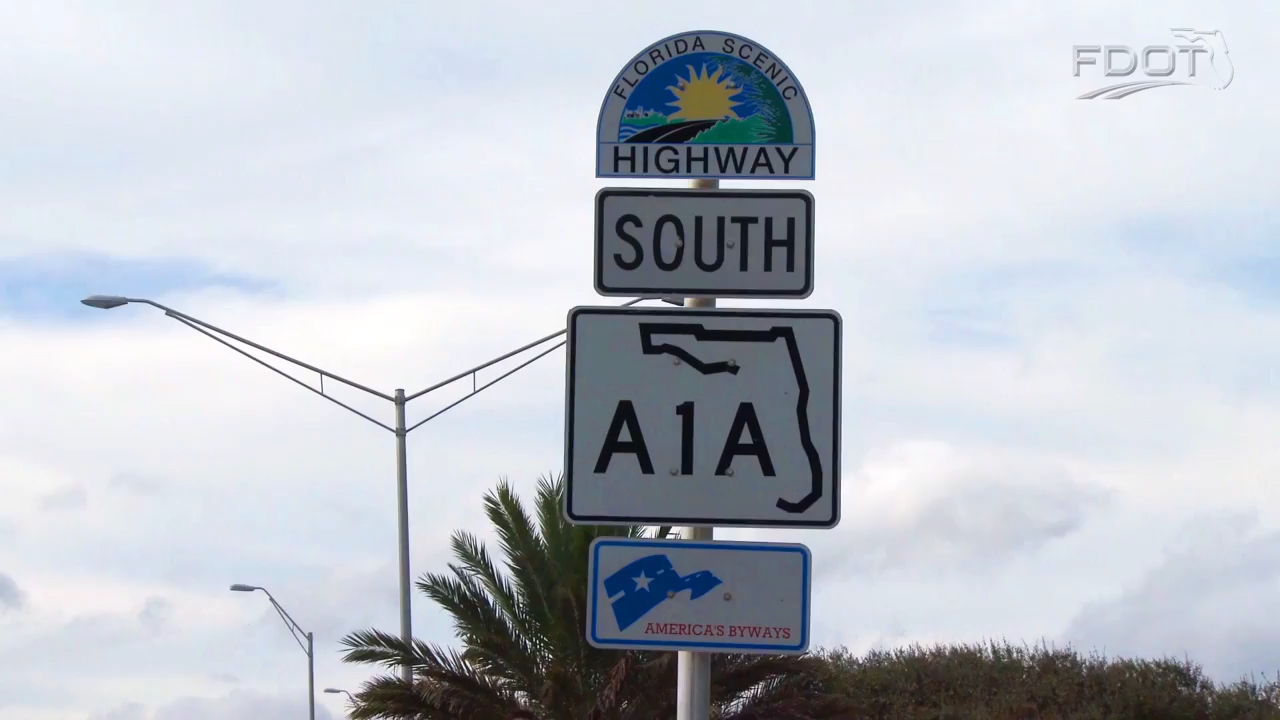 FDOT
FLORIDA SCENIC
HIGHWAY
SOUTH
A1A
AMERICA'S BYWAYS